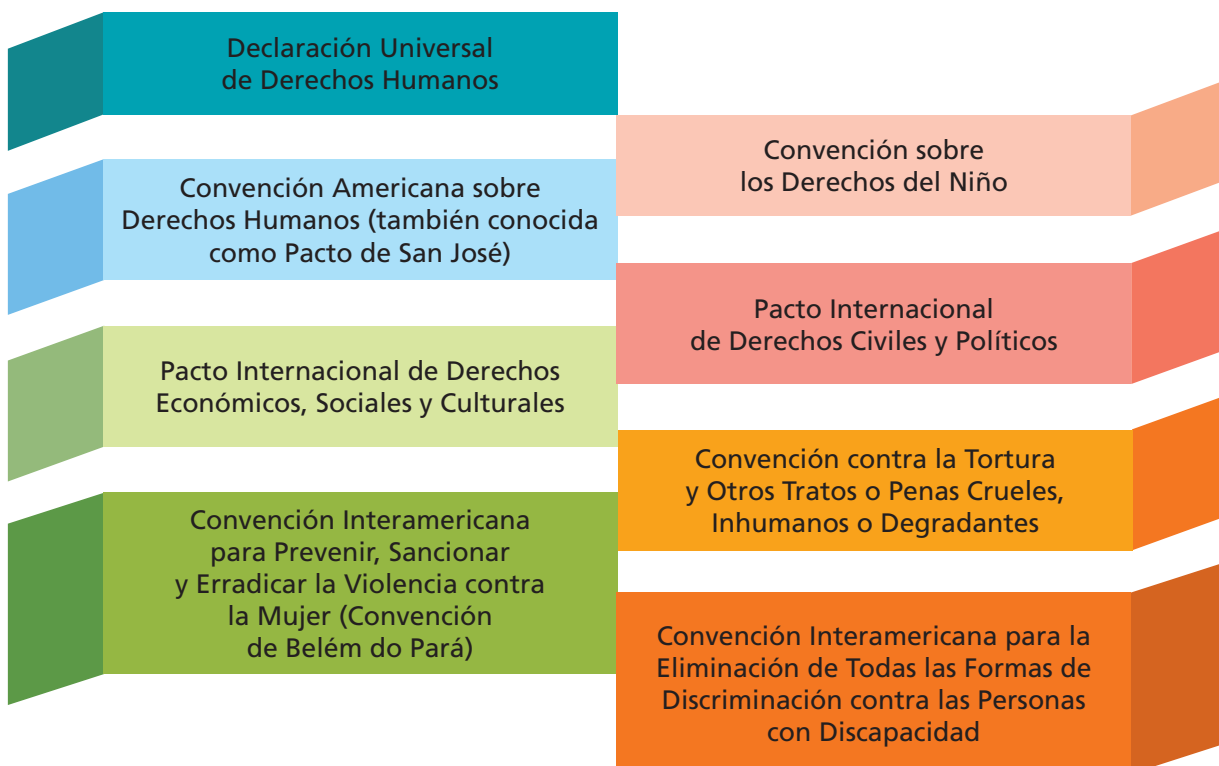 Declaración Universal
de Derechos Humanos
Convención sobre
los Derechos del Niño
Convención Americana sobre
Derechos Humanos (también conocida
como Pacto de San José)
Pacto Internacional
de Derechos Civiles y Políticos
Pacto Internacional de Derechos
Económicos, Sociales y Culturales
Convención contra la Tortura
y Otros Tratos o Penas Crueles,
Inhumanos o Degradantes
Convención Interamericana
para Prevenir, Sancionar
y Erradicar la Violencia contra
la Mujer (Convención
de Belém do Pará)
Convención Interamericana para la
Eliminación de Todas las Formas de
Discriminación contra las Personas
con Discapacidad